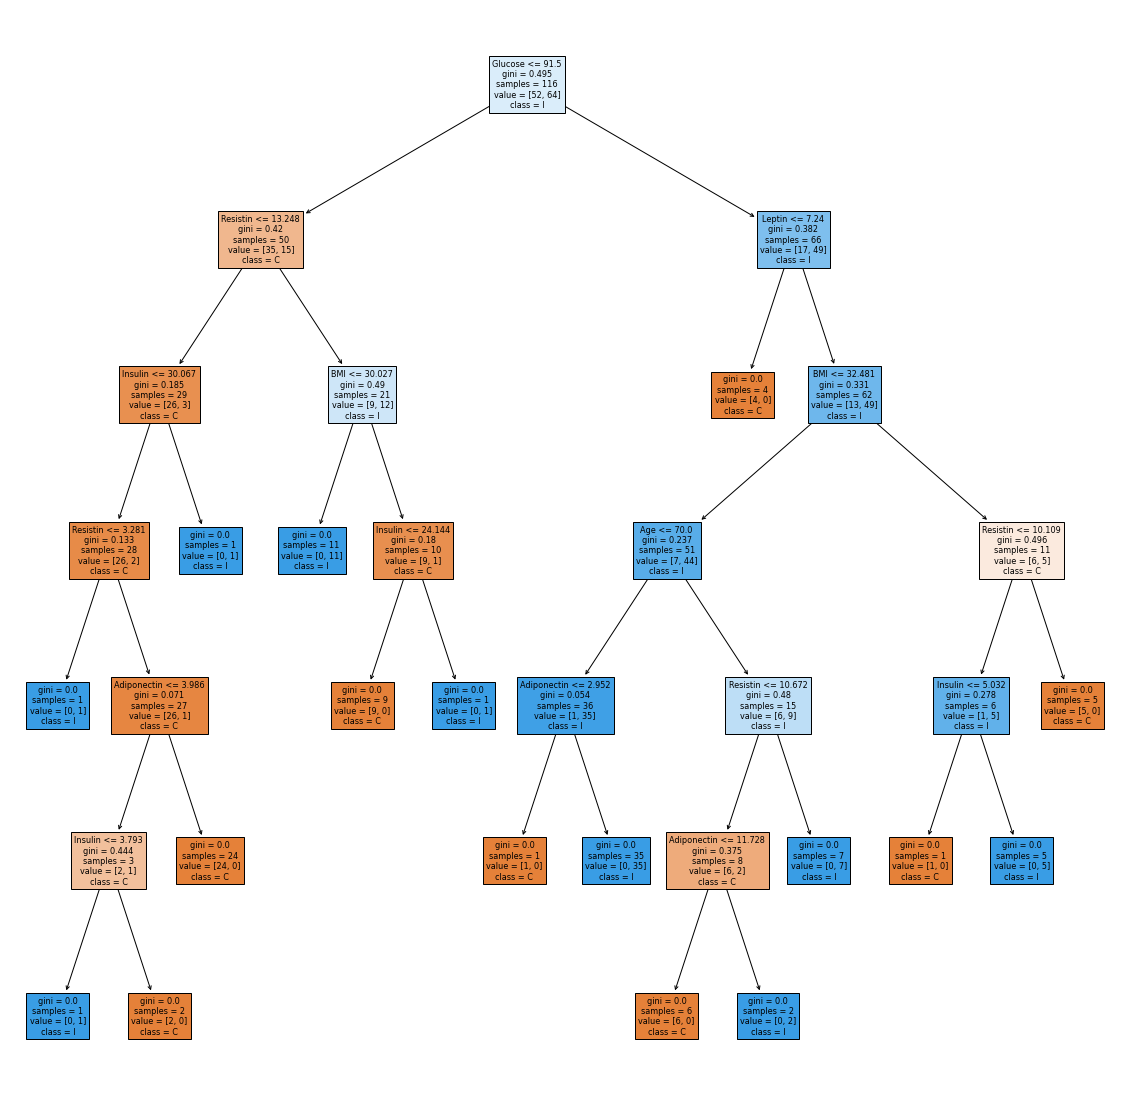 Glucose <= 91.5
gini = 0.495
samples = 116
value = [52, 64]
class = I
Resistin <= 13.248
gini = 0.42
samples = 50
value = [35, 15]
class = C
Leptin <= 7.24
gini = 0.382
samples = 66
value = [17, 49]
class = I
Insulin <= 30.067
gini = 0.185
samples = 29
value = [26, 3]
class = C
BMI <= 30.027
gini = 0.49
samples = 21
value = [9, 12]
class = I
gini = 0.0
samples = 4
value = [4, 0]
class = C
BMI <= 32.481
gini = 0.331
samples = 62
value = [13, 49]
class = I
Resistin <= 3.281
gini = 0.133
samples = 28
value = [26, 2]
class = C
gini = 0.0
samples = 1
value = [0, 1]
class = I
gini = 0.0
samples = 11
value = [0, 11]
class = I
Insulin <= 24.144
gini = 0.18
samples = 10
value = [9, 1]
class = C
Age <= 70.0
gini = 0.237
samples = 51
value = [7, 44]
class = I
Resistin <= 10.109
gini = 0.496
samples = 11
value = [6, 5]
class = C
gini = 0.0
samples = 1
value = [0, 1]
class = I
Adiponectin <= 3.986
gini = 0.071
samples = 27
value = [26, 1]
class = C
gini = 0.0
samples = 9
value = [9, 0]
class = C
gini = 0.0
samples = 1
value = [0, 1]
class = I
Adiponectin <= 2.952
gini = 0.054
samples = 36
value = [1, 35]
class = I
Resistin <= 10.672
gini = 0.48
samples = 15
value = [6, 9]
class = I
Insulin <= 5.032
gini = 0.278
samples = 6
value = [1, 5]
class = I
gini = 0.0
samples = 5
value = [5, 0]
class = C
Insulin <= 3.793
gini = 0.444
samples = 3
value = [2, 1]
class = C
gini = 0.0
samples = 24
value = [24, 0]
class = C
gini = 0.0
samples = 1
value = [1, 0]
class = C
gini = 0.0
samples = 35
value = [0, 35]
class = I
Adiponectin <= 11.728
gini = 0.375
samples = 8
value = [6, 2]
class = C
gini = 0.0
samples = 7
value = [0, 7]
class = I
gini = 0.0
samples = 1
value = [1, 0]
class = C
gini = 0.0
samples = 5
value = [0, 5]
class = I
gini = 0.0
samples = 1
value = [0, 1]
class = I
gini = 0.0
samples = 2
value = [2, 0]
class = C
gini = 0.0
samples = 6
value = [6, 0]
class = C
gini = 0.0
samples = 2
value = [0, 2]
class = I